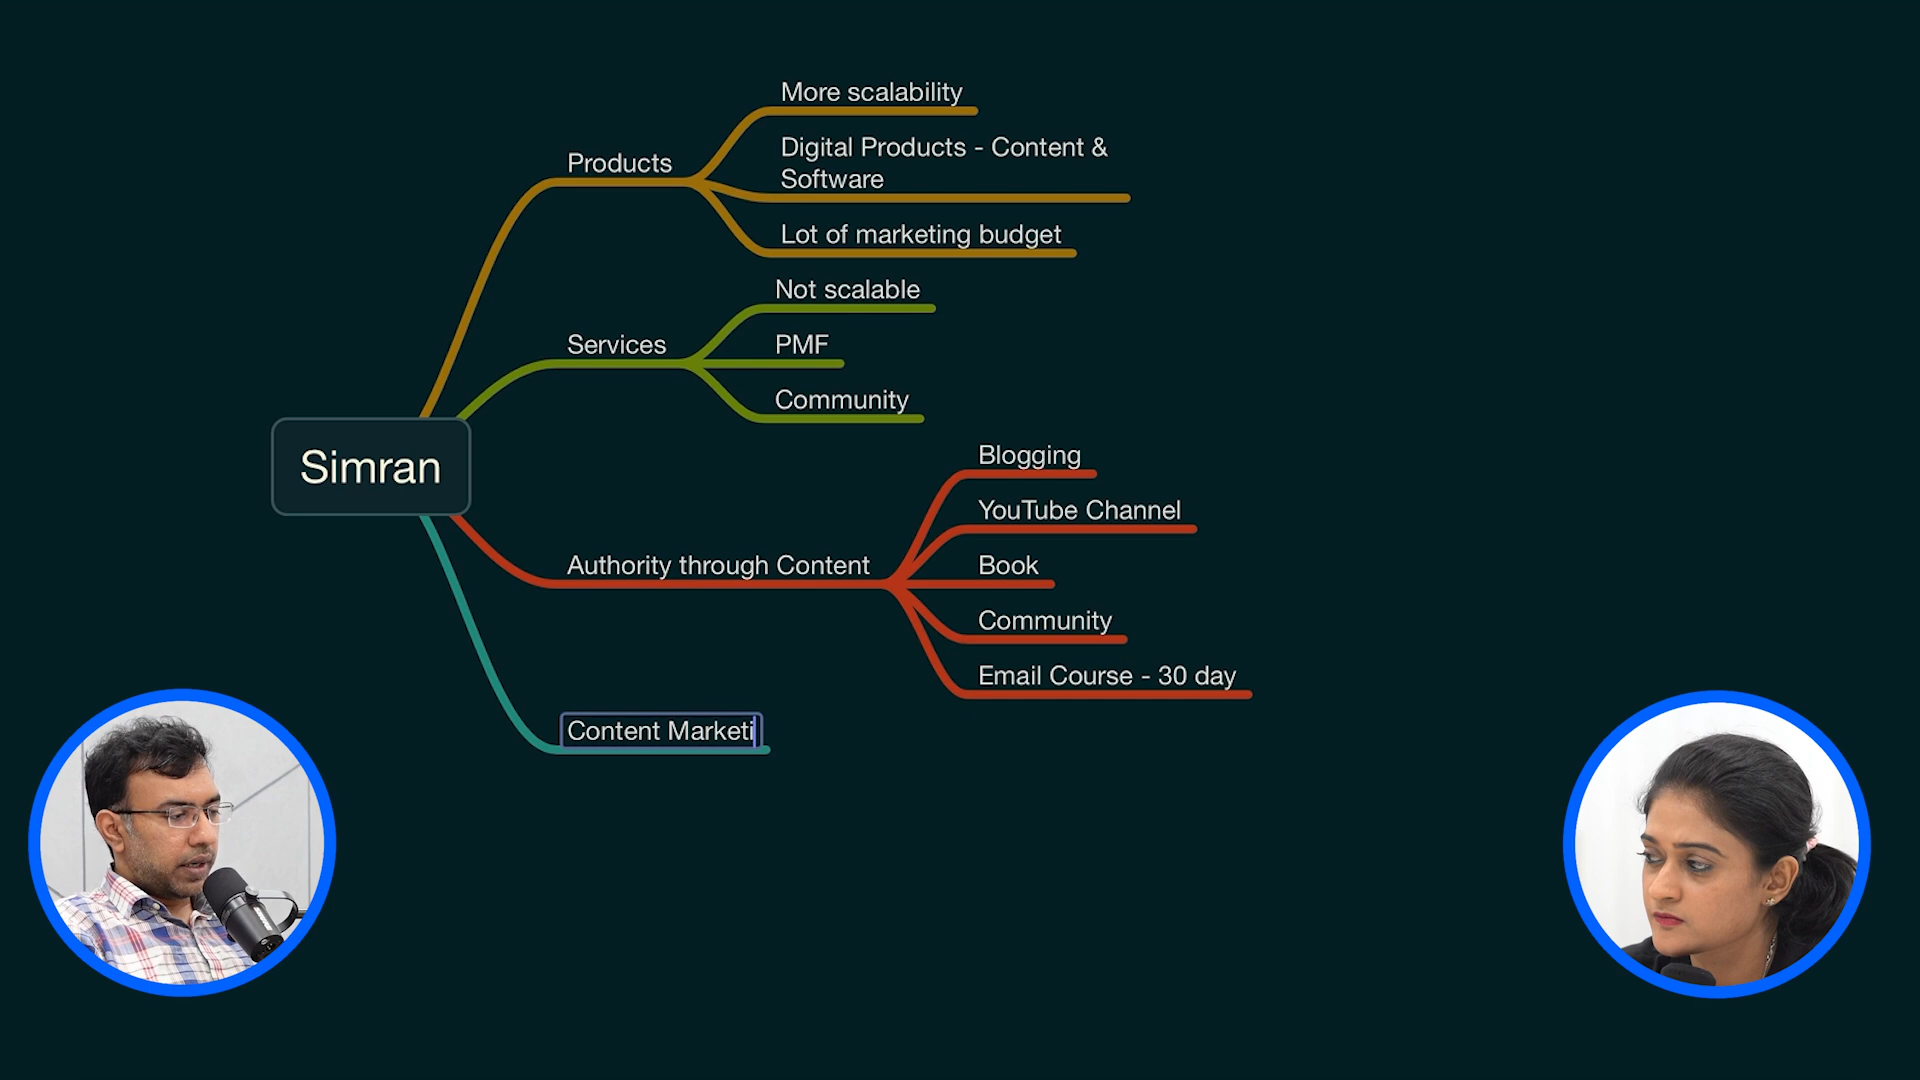 More scalability
Digital Products - Content &
Software
Products
Lot of marketing budget
Not scalable
Services
PMF
Community
Simran
Blogging
YouTube Channel
Authority through Content
Book
Community
Email Course - 30 day
Content Marketi